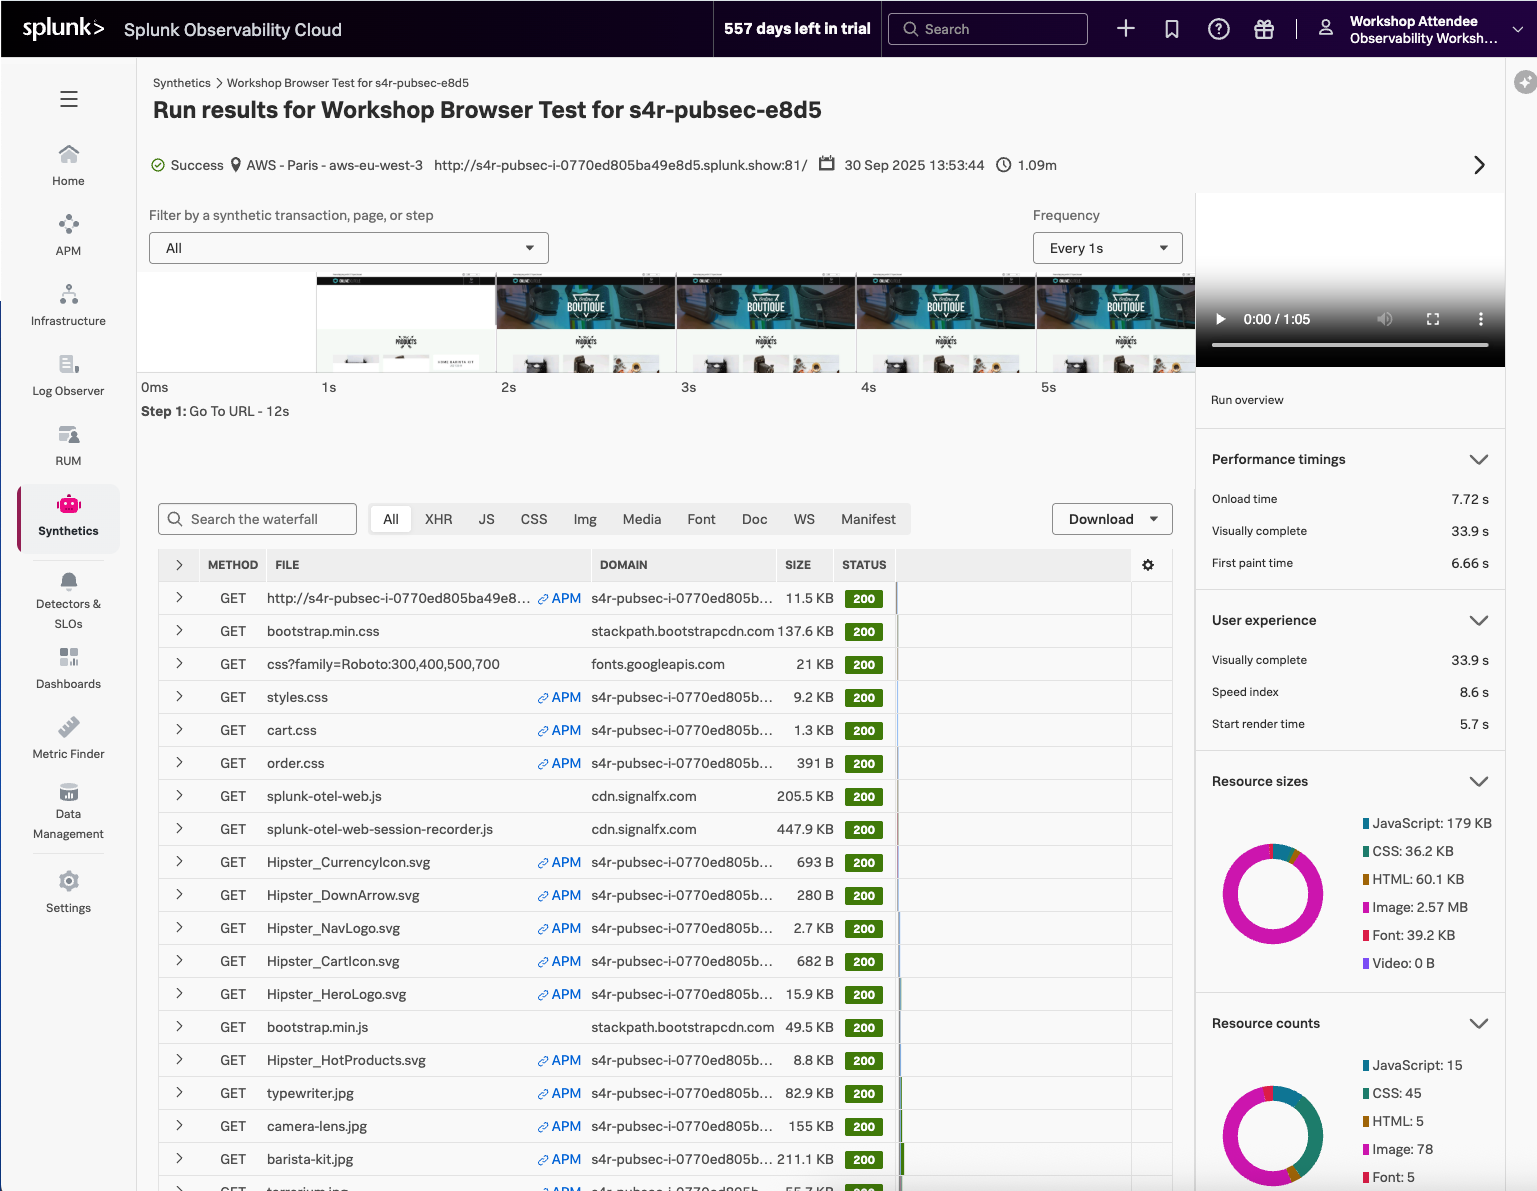 splunk> Splunk Observability Cloud
557 days left in trial
Search
Workshop Attendee
Observability Worksh...
Home
APM
Infrastructure
Log Observer
RUM
Synthetics
Detectors & SLOs
Dashboards
Metric Finder
Data Management
Settings
Synthetics > Workshop Browser Test for s4r-pubsec-e8d5
Run results for Workshop Browser Test for s4r-pubsec-e8d5
Success AWS - Paris - aws-eu-west-3 http://s4r-pubsec-i-0770ed805ba49e8d5.splunk.show:81/ 30 Sep 2025 13:53:44 1.09m
Filter by a synthetic transaction, page, or step
All
Frequency
Every 1s
Online BOUTIQUE
Online BOUTIQUE
Online BOUTIQUE
Online BOUTIQUE
PRODUCTS
PRODUCTS
PRODUCTS
PRODUCTS
PRODUCTS
0ms 1s 2s 3s 4s 5s
Step 1: Go To URL - 12s
Search the waterfall
All XHR JS CSS Img Media Font Doc WS Manifest
Download
METHOD FILE DOMAIN SIZE STATUS
GET http://s4r-pubsec-i-0770ed805ba49e8... APM s4r-pubsec-i-0770ed805b... 11.5 KB 200
GET bootstrap.min.css stackpath.bootstrapcdn.com 137.6 KB 200
GET css?family=Roboto:300,400,500,700 fonts.googleapis.com 21 KB 200
GET styles.css APM s4r-pubsec-i-0770ed805b... 9.2 KB 200
GET cart.css APM s4r-pubsec-i-0770ed805b... 1.3 KB 200
GET order.css APM s4r-pubsec-i-0770ed805b... 391 B 200
GET splunk-otel-web.js cdn.signalfx.com 205.5 KB 200
GET splunk-otel-web-session-recorder.js cdn.signalfx.com 447.9 KB 200
GET Hipster_CurrencyIcon.svg APM s4r-pubsec-i-0770ed805b... 693 B 200
GET Hipster_DownArrow.svg APM s4r-pubsec-i-0770ed805b... 280 B 200
GET Hipster_NavLogo.svg APM s4r-pubsec-i-0770ed805b... 2.7 KB 200
GET Hipster_CartIcon.svg APM s4r-pubsec-i-0770ed805b... 682 B 200
GET Hipster_HeroLogo.svg APM s4r-pubsec-i-0770ed805b... 15.9 KB 200
GET bootstrap.min.js stackpath.bootstrapcdn.com 49.5 KB 200
GET Hipster_HotProducts.svg APM s4r-pubsec-i-0770ed805b... 8.8 KB 200
GET typewriter.jpg APM s4r-pubsec-i-0770ed805b... 82.9 KB 200
GET camera-lens.jpg APM s4r-pubsec-i-0770ed805b... 155 KB 200
GET barista-kit.jpg APM s4r-pubsec-i-0770ed805b... 211.1 KB 200
0:00 / 1:05
Run overview
Performance timings
Onload time 7.72 s
Visually complete 33.9 s
First paint time 6.66 s
User experience
Visually complete 33.9 s
Speed index 8.6 s
Start render time 5.7 s
Resource sizes
JavaScript: 179 KB
CSS: 36.2 KB
HTML: 60.1 KB
Image: 2.57 MB
Font: 39.2 KB
Video: 0 B
Resource counts
JavaScript: 15
CSS: 45
HTML: 5
Image: 78
Font: 5